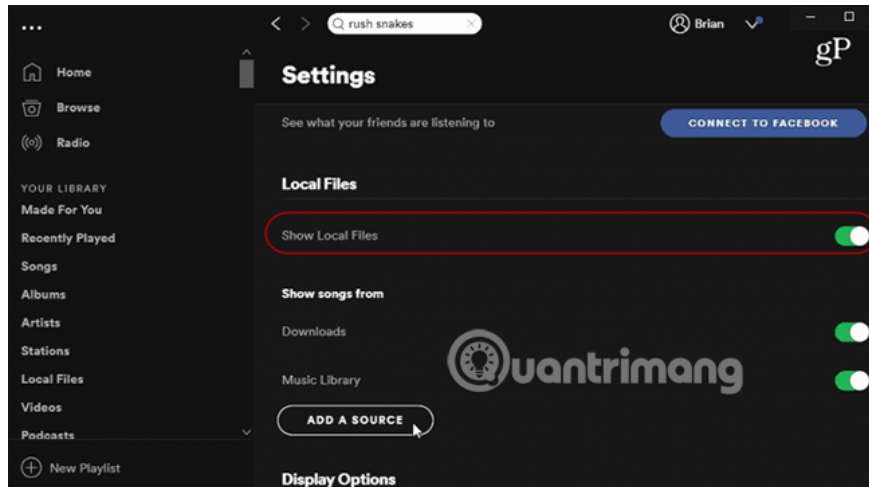 rush snakes
Brian
gP
Home
Browse
Radio
YOUR LIBRARY
Made For You
Recently Played
Songs
Albums
Artists
Stations
Local Files
Videos
Podcasts
New Playlist
Settings
See what your friends are listening to
CONNECT TO FACEBOOK
Local Files
Show Local Files
Show songs from
Downloads
Music Library
ADD A SOURCE
Display Options
Quantrimang